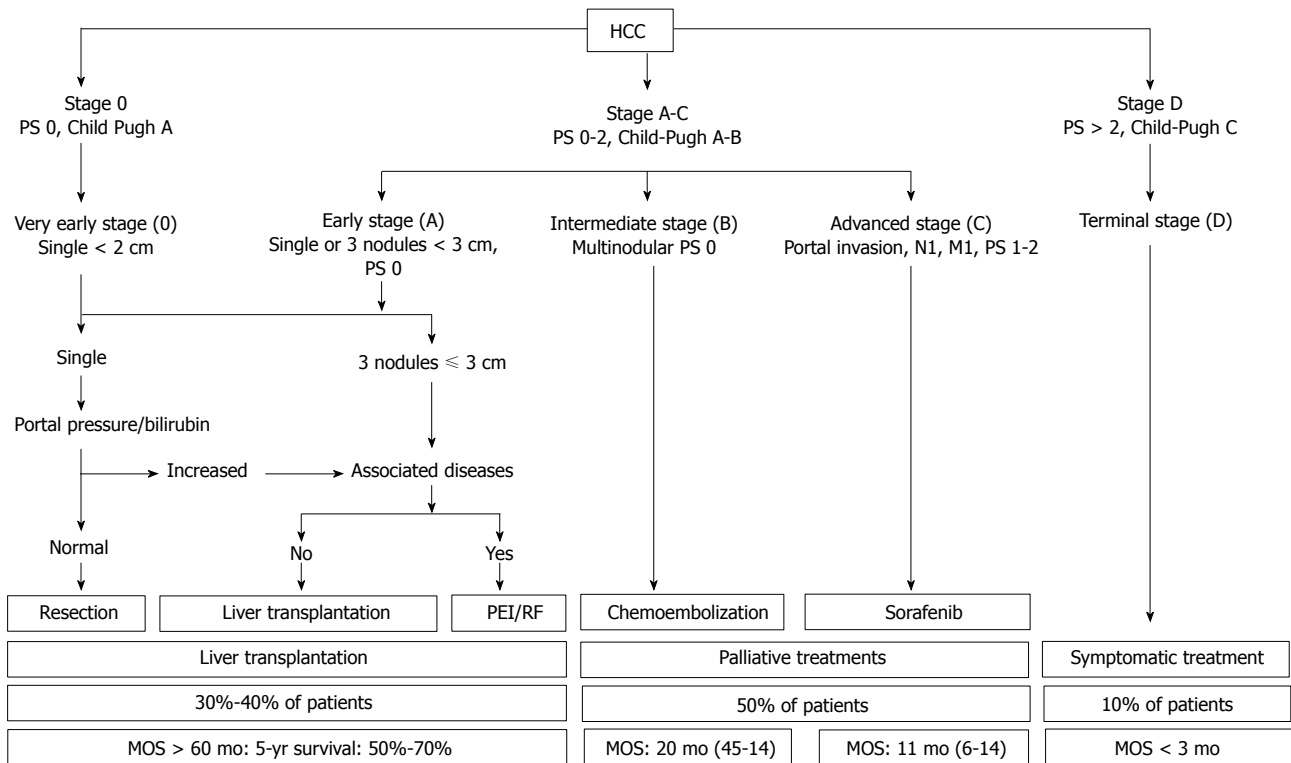 HCC
Stage 0
PS 0, Child Pugh A
Stage A-C
PS 0-2, Child-Pugh A-B
Stage D
PS > 2, Child-Pugh C
Very early stage (0)
Single < 2 cm
Early stage (A)
Single or 3 nodules < 3 cm,
PS 0
Intermediate stage (B)
Multinodular PS 0
Advanced stage (C)
Portal invasion, N1, M1, PS 1-2
Terminal stage (D)
Single
3 nodules ≤ 3 cm
Portal pressure/bilirubin
Increased
Associated diseases
Normal
No
Yes
Resection
Liver transplantation
PEI/RF
Chemoembolization
Sorafenib
Liver transplantation
Palliative treatments
Symptomatic treatment
30%-40% of patients
50% of patients
10% of patients
MOS > 60 mo: 5-yr survival: 50%-70%
MOS: 20 mo (45-14)
MOS: 11 mo (6-14)
MOS < 3 mo